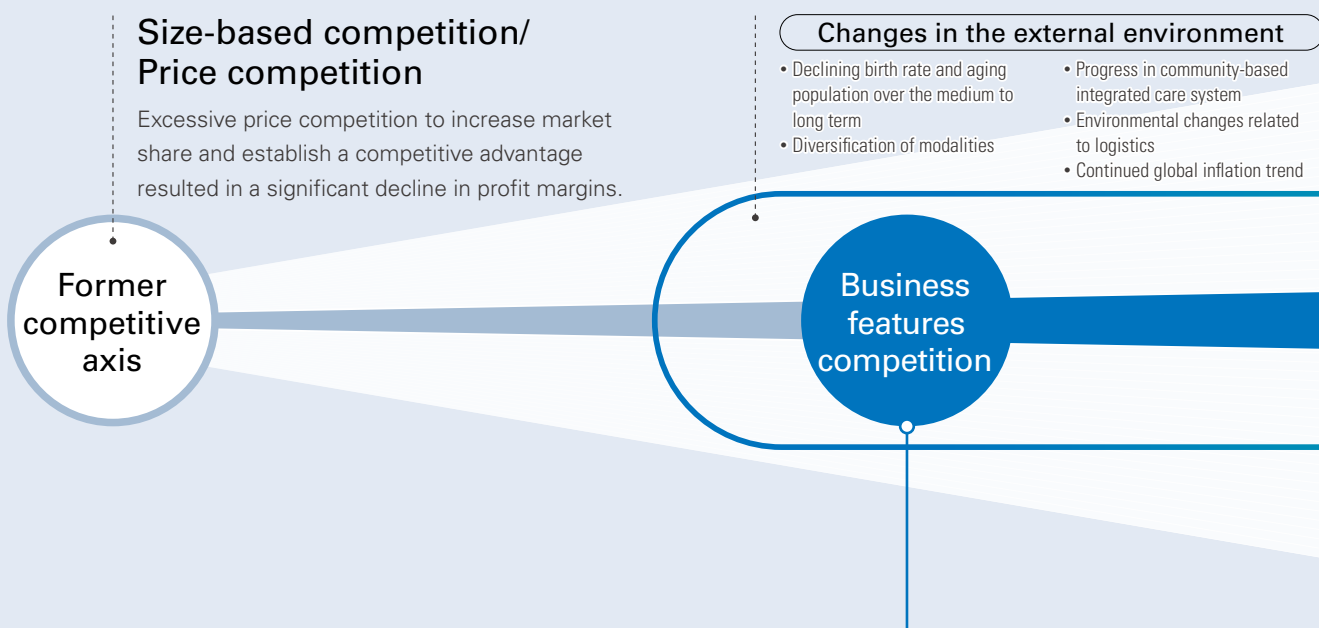 Size-based competition/
Price competition
Excessive price competition to increase market
share and establish a competitive advantage
resulted in a significant decline in profit margins.
Changes in the external environment
• Declining birth rate and aging
population over the medium to
long term
• Diversification of modalities
• Progress in community-based
integrated care system
• Environmental changes related
to logistics
• Continued global inflation trend
Former
competitive
axis
Business
features
competition